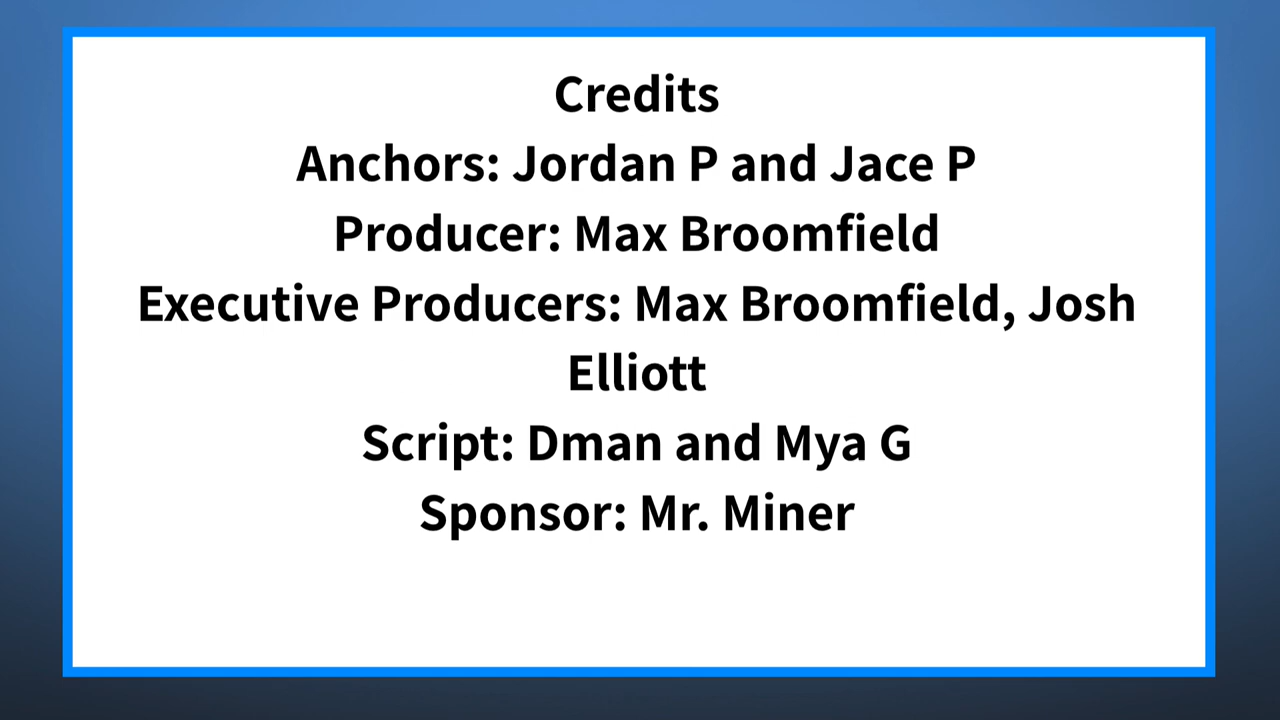 Credits
Anchors: Jordan P and Jace P
Producer: Max Broomfield
Executive Producers: Max Broomfield, Josh
Elliott
Script: Dman and Mya G
Sponsor: Mr. Miner